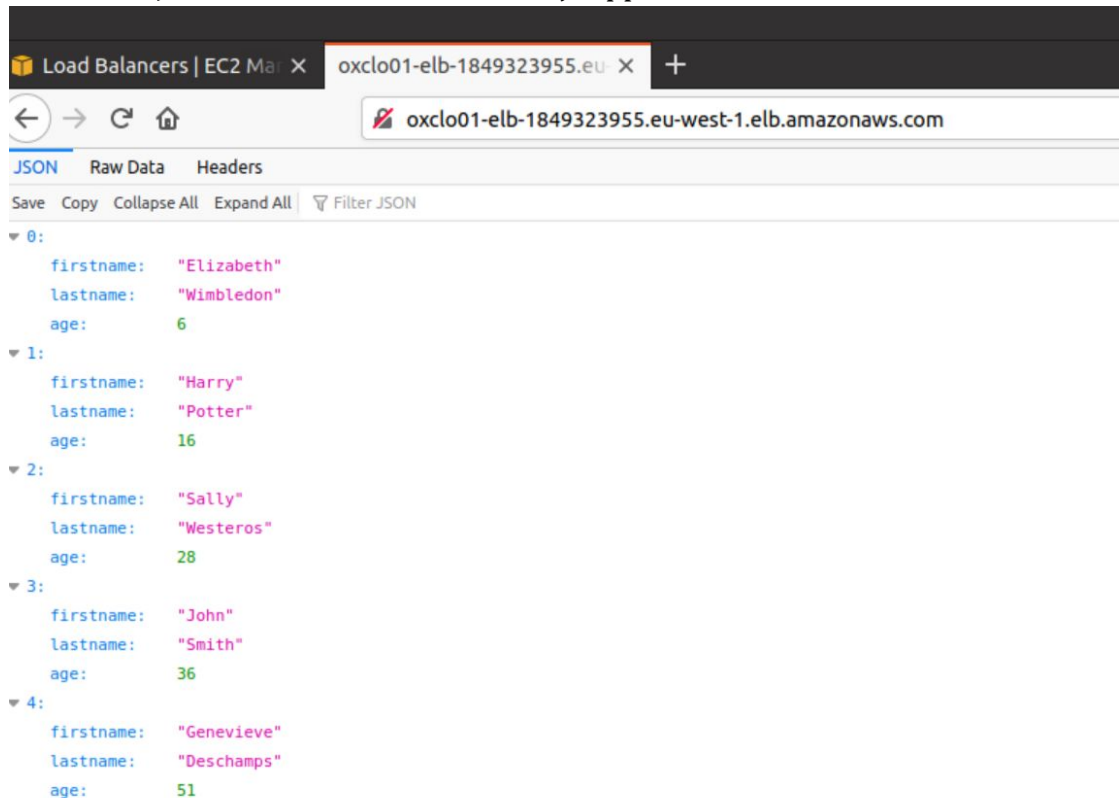 Load Balancers | EC2 Ma
oxclo01-elb-1849323955.eu-
oxclo01-elb-1849323955.eu-west-1.elb.amazonaws.com
JSON Raw Data Headers
Save Copy Collapse All Expand All Filter JSON
0:
firstname: "Elizabeth"
lastname: "Wimbledon"
age: 6
1:
firstname: "Harry"
lastname: "Potter"
age: 16
2:
firstname: "Sally"
lastname: "Westeros"
age: 28
3:
firstname: "John"
lastname: "Smith"
age: 36
4:
firstname: "Genevieve"
lastname: "Deschamps"
age: 51